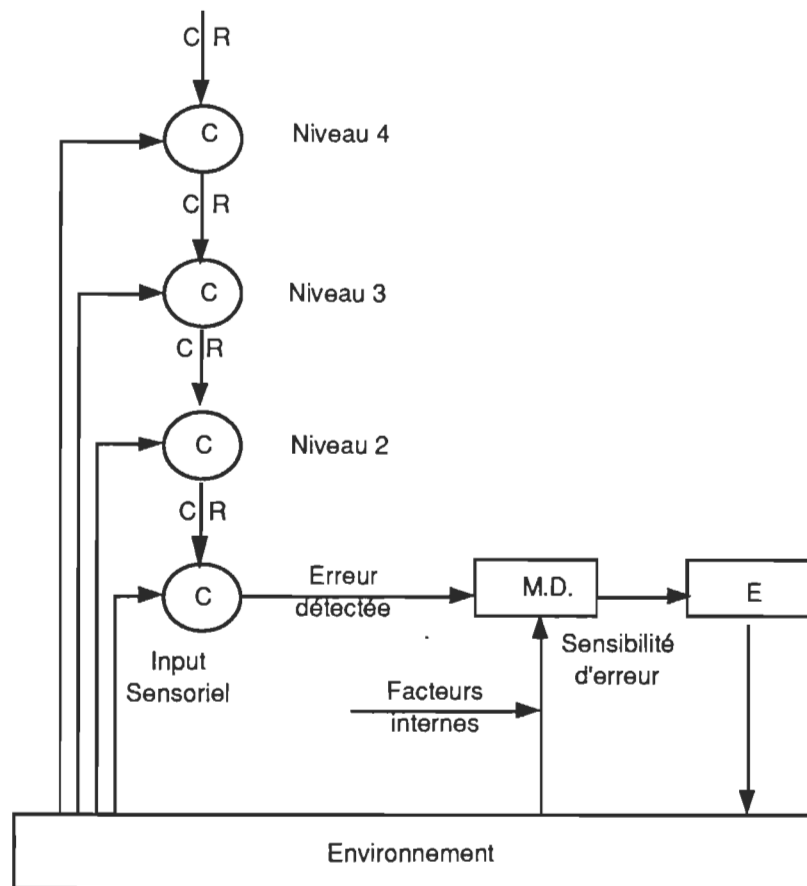 C R
C
Niveau 4
C R
C
Niveau 3
C R
C
Niveau 2
C R
C
Erreur
détectée
M.D.
E
Input
Sensoriel
Sensibilité
d'erreur
Facteurs
internes
Environnement